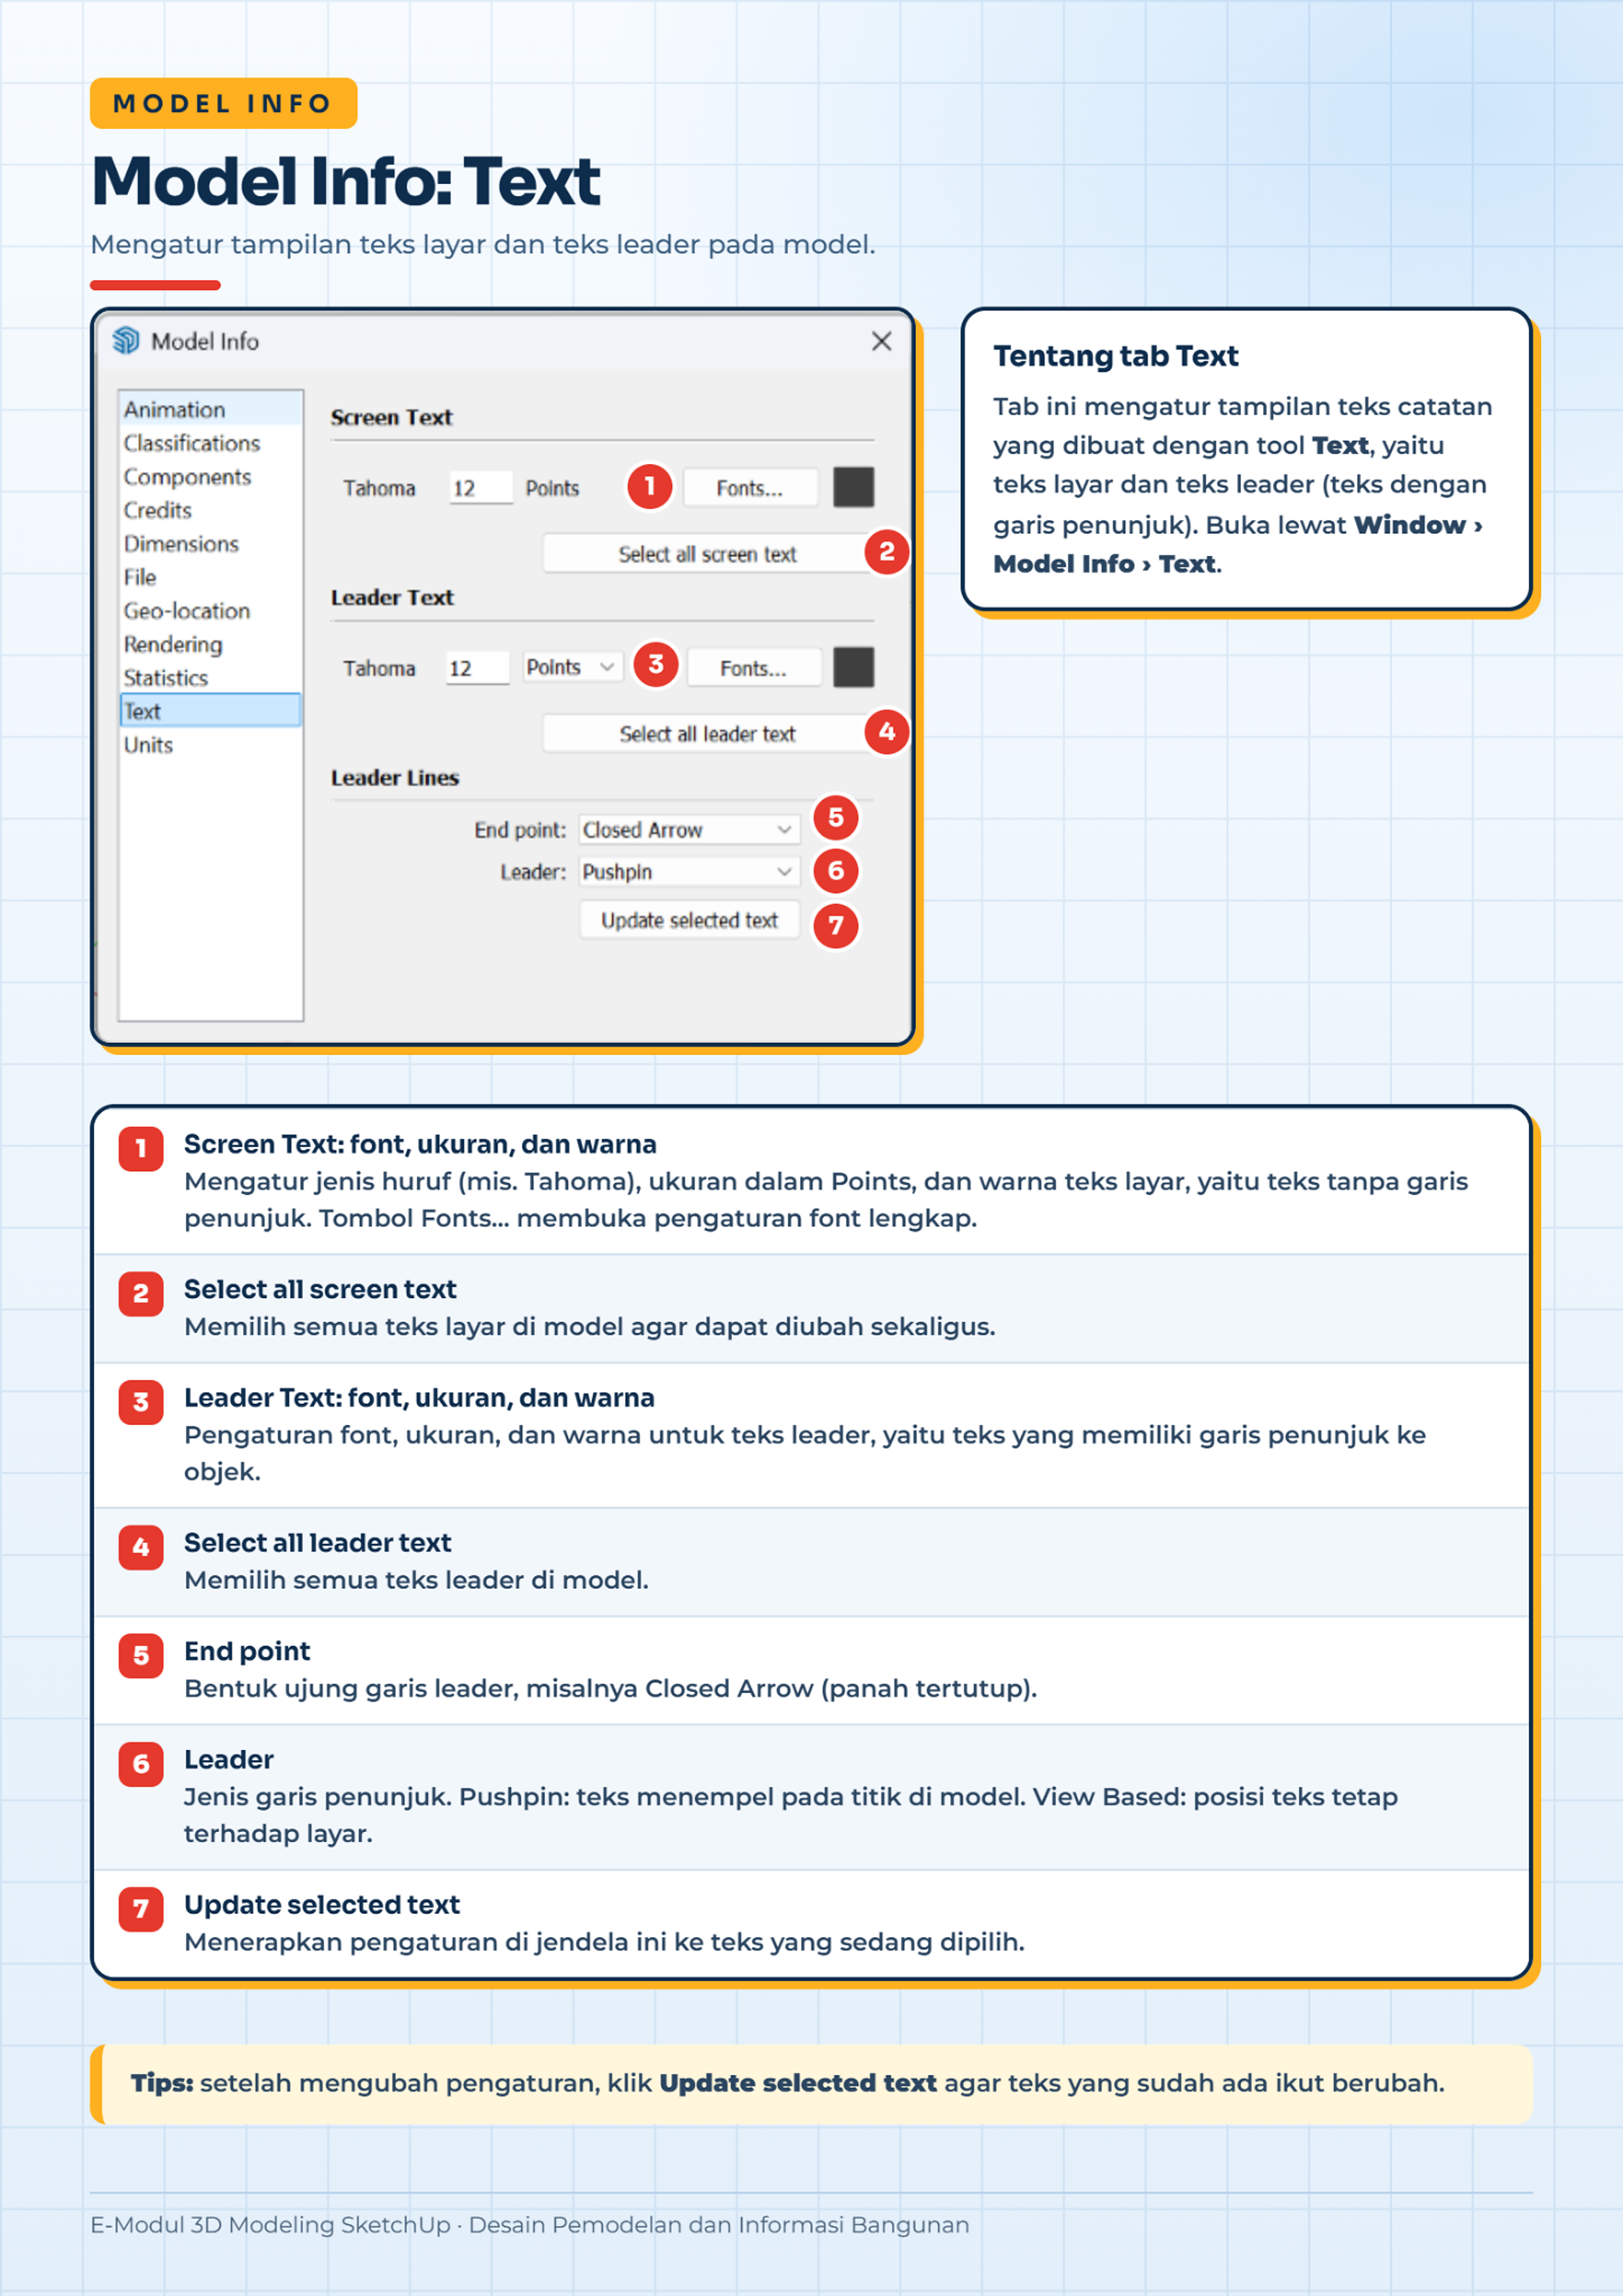 MODEL INFO
Model Info: Text
Mengatur tampilan teks layar dan teks leader pada model.
Model Info
Animation
Classifications
Components
Credits
Dimensions
File
Geo-location
Rendering
Statistics
Text
Units
Screen Text
Tahoma 12 Points 1 Fonts...
Select all screen text 2
Leader Text
Tahoma 12 Points 3 Fonts...
Select all leader text 4
Leader Lines
End point: Closed Arrow 5
Leader: Pushpin 6
Update selected text 7
Tentang tab Text
Tab ini mengatur tampilan teks catatan
yang dibuat dengan tool Text, yaitu
teks layar dan teks leader (teks dengan
garis penunjuk). Buka lewat Window ›
Model Info › Text.
1 Screen Text: font, ukuran, dan warna
Mengatur jenis huruf (mis. Tahoma), ukuran dalam Points, dan warna teks layar, yaitu teks tanpa garis
penunjuk. Tombol Fonts... membuka pengaturan font lengkap.
2 Select all screen text
Memilih semua teks layar di model agar dapat diubah sekaligus.
3 Leader Text: font, ukuran, dan warna
Pengaturan font, ukuran, dan warna untuk teks leader, yaitu teks yang memiliki garis penunjuk ke
objek.
4 Select all leader text
Memilih semua teks leader di model.
5 End point
Bentuk ujung garis leader, misalnya Closed Arrow (panah tertutup).
6 Leader
Jenis garis penunjuk. Pushpin: teks menempel pada titik di model. View Based: posisi teks tetap
terhadap layar.
7 Update selected text
Menerapkan pengaturan di jendela ini ke teks yang sedang dipilih.
Tips: setelah mengubah pengaturan, klik Update selected text agar teks yang sudah ada ikut berubah.
E-Modul 3D Modeling SketchUp · Desain Pemodelan dan Informasi Bangunan